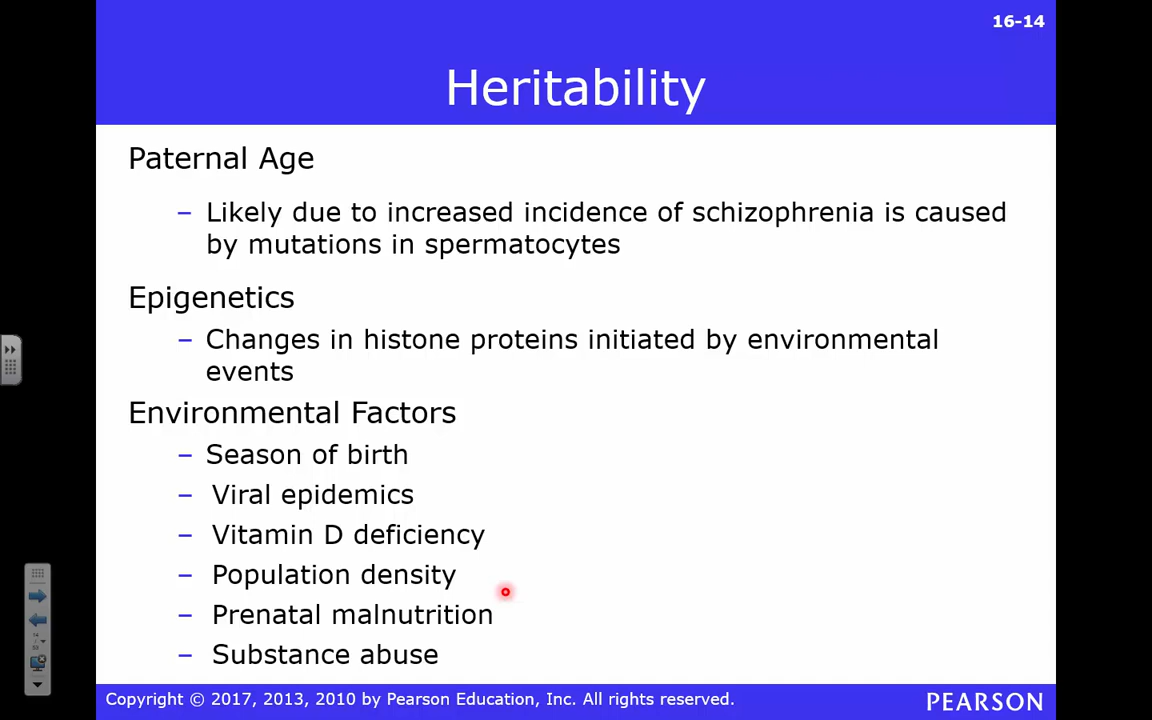 16-14
Heritability
Paternal Age
– Likely due to increased incidence of schizophrenia is caused
by mutations in spermatocytes
Epigenetics
– Changes in histone proteins initiated by environmental
events
Environmental Factors
– Season of birth
– Viral epidemics
– Vitamin D deficiency
– Population density
– Prenatal malnutrition
– Substance abuse
Copyright © 2017, 2013, 2010 by Pearson Education, Inc. All rights reserved.
PEARSON